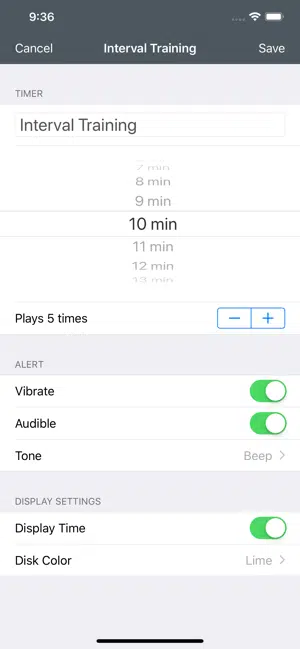 9:36
Cancel Interval Training Save
TIMER
Interval Training
7 min
8 min
9 min
10 min
11 min
12 min
13 min
Plays 5 times
ALERT
Vibrate
Audible
Tone Beep
DISPLAY SETTINGS
Display Time
Disk Color Lime